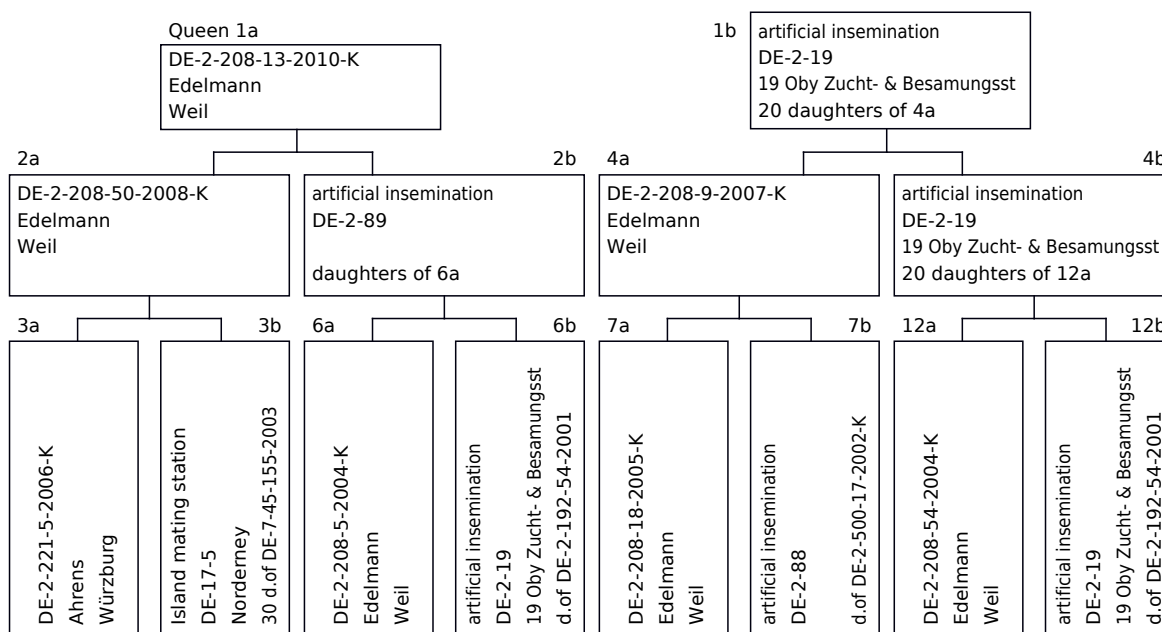 Queen 1a
DE-2-208-13-2010-K
Edelmann
Weil
1b
artificial insemination
DE-2-19
19 Oby Zucht- & Besamungsst
20 daughters of 4a
2a
DE-2-208-50-2008-K
Edelmann
Weil
2b
artificial insemination
DE-2-89
daughters of 6a
4a
DE-2-208-9-2007-K
Edelmann
Weil
4b
artificial insemination
DE-2-19
19 Oby Zucht- & Besamungsst
20 daughters of 12a
3a
DE-2-221-5-2006-K
Ahrens
Würzburg
3b
Island mating station
DE-17-5
Norderney
30 d.of DE-7-45-155-2003
6a
DE-2-208-5-2004-K
Edelmann
Weil
6b
artificial insemination
DE-2-19
19 Oby Zucht- & Besamungsst
d.of DE-2-192-54-2001
7a
DE-2-208-18-2005-K
Edelmann
Weil
7b
artificial insemination
DE-2-88
d.of DE-2-500-17-2002-K
12a
DE-2-208-54-2004-K
Edelmann
Weil
12b
artificial insemination
DE-2-19
19 Oby Zucht- & Besamungsst
d.of DE-2-192-54-2001